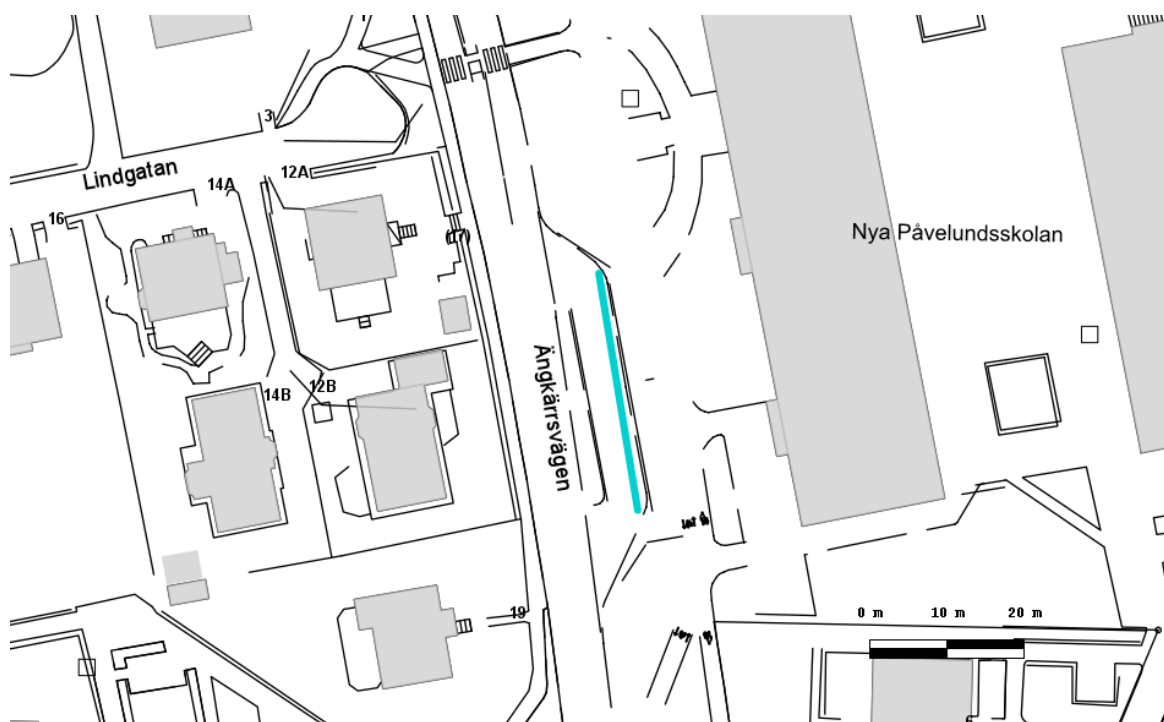 3
Lindgatan
12A
14A
16
(17)
Nya Påvelundsskolan
Ängkärrsvägen
12B
14B
19
0 m 10 m 20 m